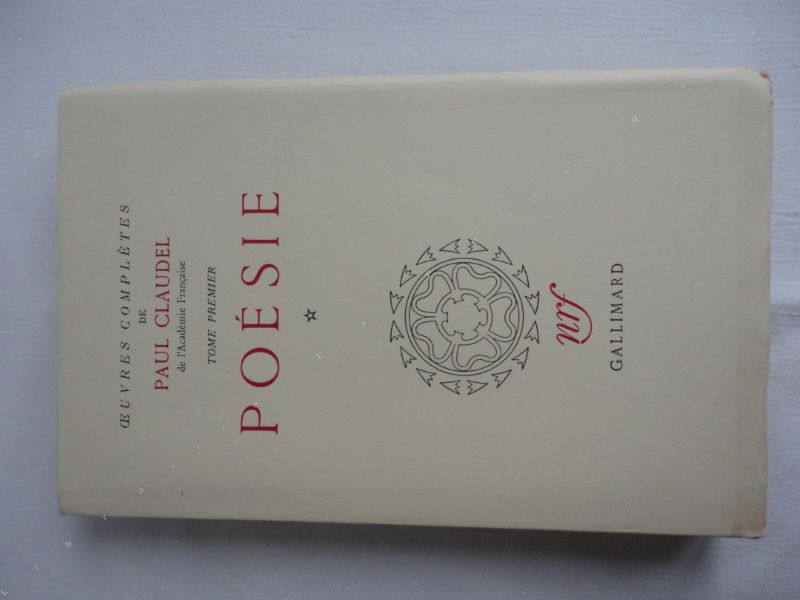 ŒUVRES COMPLÈTES
DE
PAUL CLAUDEL
de l'Académie Française
TOME PREMIER
POÉSIE
nrf
GALLIMARD